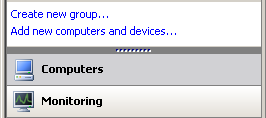 Create new group...
Add new computers and devices...
Computers
Monitoring